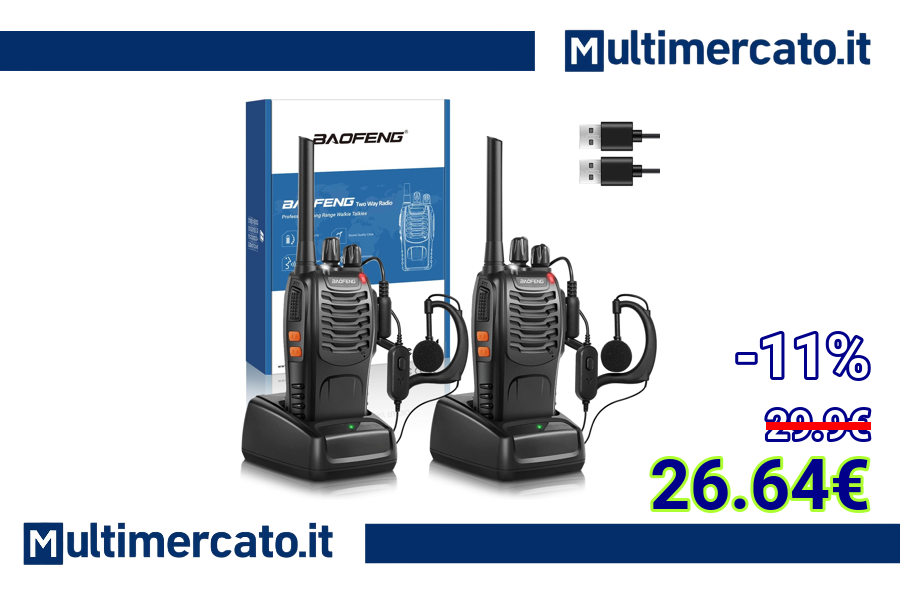 Multimercato.it
BAOFENG®
BAOFENG Two Way Radio
BAOFENG
BAOFENG
-11%
29.9€
26.64€
Multimercato.it